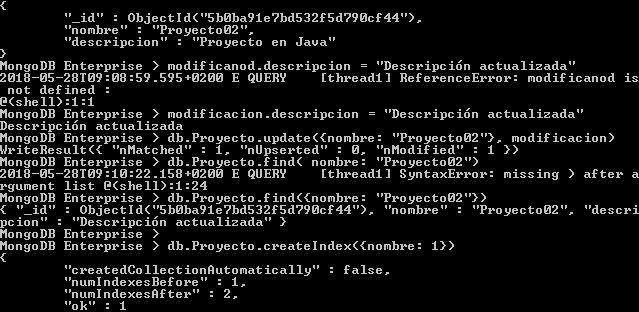 {
        "_id" : ObjectId("5b0ba91e7bd532f5d790cf44"),
        "nombre" : "Proyecto02",
        "descripcion" : "Proyecto en Java"
}
MongoDB Enterprise > modificanod.descripcion = "Descripción actualizada"
2018-05-28T09:08:59.595+0200 E QUERY    [thread1] ReferenceError: modificanod is
 not defined :
@(shell):1:1
MongoDB Enterprise > modificacion.descripcion = "Descripción actualizada"
Descripción actualizada
MongoDB Enterprise > db.Proyecto.update({nombre: "Proyecto02"}, modificacion)
WriteResult({ "nMatched" : 1, "nUpserted" : 0, "nModified" : 1 })
MongoDB Enterprise > db.Proyecto.find( nombre: "Proyecto02")
2018-05-28T09:10:22.158+0200 E QUERY    [thread1] SyntaxError: missing ) after a
rgument list @(shell):1:24
MongoDB Enterprise > db.Proyecto.find({nombre: "Proyecto02"})
{ "_id" : ObjectId("5b0ba91e7bd532f5d790cf44"), "nombre" : "Proyecto02", "descri
pcion" : "Descripción actualizada" }
MongoDB Enterprise >
MongoDB Enterprise > db.Proyecto.createIndex({nombre: 1})
{
        "createdCollectionAutomatically" : false,
        "numIndexesBefore" : 1,
        "numIndexesAfter" : 2,
        "ok" : 1